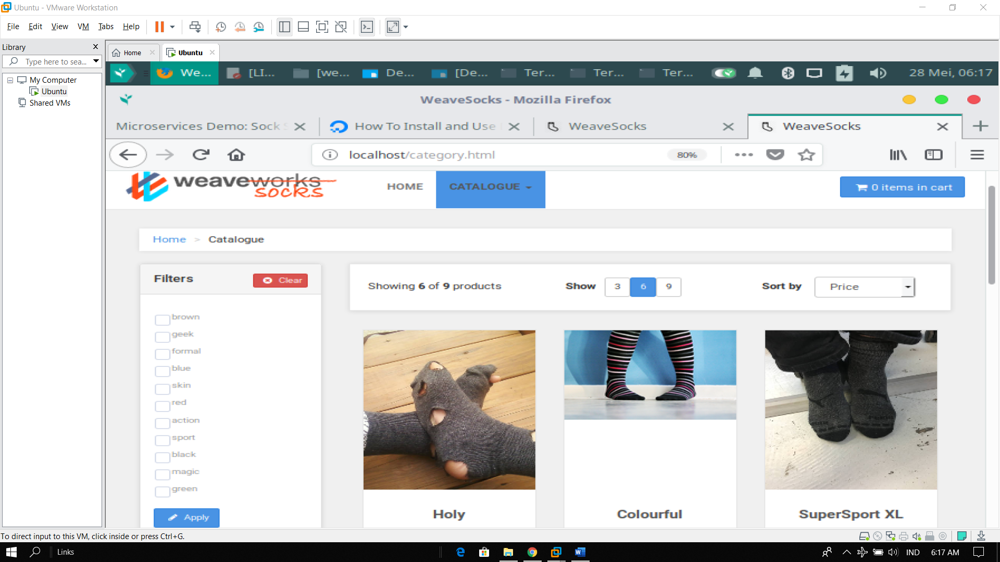 Ubuntu - VMware Workstation
File Edit View VM Tabs Help
Library
Home Ubuntu
Type here to sea...
My Computer
Ubuntu
Shared VMs
We... [LI... [we... De... [De... Ter... Ter... Ter... 28 Mei, 06:17
WeaveSocks - Mozilla Firefox
Microservices Demo: Sock S How To Install and Use WeaveSocks WeaveSocks
localhost/category.html 80%
weaveworks
socks
HOME CATALOGUE 0 items in cart
Home > Catalogue
Filters Clear
Showing 6 of 9 products Show 3 6 9 Sort by Price
brown
geek
formal
blue
skin
red
action
sport
black
magic
green
Apply
Holy Colourful SuperSport XL
To direct input to this VM, click inside or press Ctrl+G.
Links IND 6:17 AM